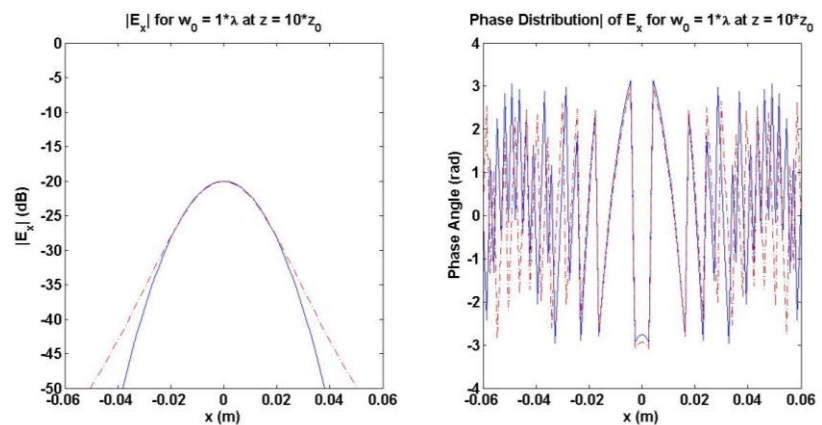 |E_x| for w_0 = 1*λ at z = 10*z_0
0
-5
-10
-15
-20
-25
-30
-35
-40
-45
-50
|E_x| (dB)
-0.06 -0.04 -0.02 0 0.02 0.04 0.06
x (m)
Phase Distribution| of E_x for w_0 = 1*λ at z = 10*z_0
4
3
2
1
0
-1
-2
-3
-4
Phase Angle (rad)
-0.06 -0.04 -0.02 0 0.02 0.04 0.06
x (m)